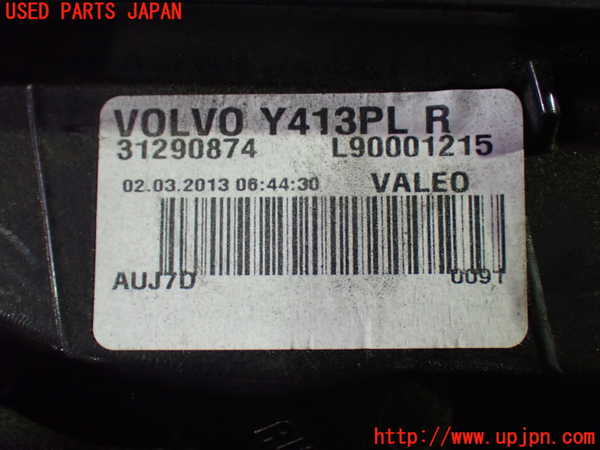 USED PARTS JAPAN
VOLVO Y413PL R
31290874 L90001215
02.03.2013 06:44:30 VALEO
AUJ7D 0091
UPJ
http://www.upjpn.com/